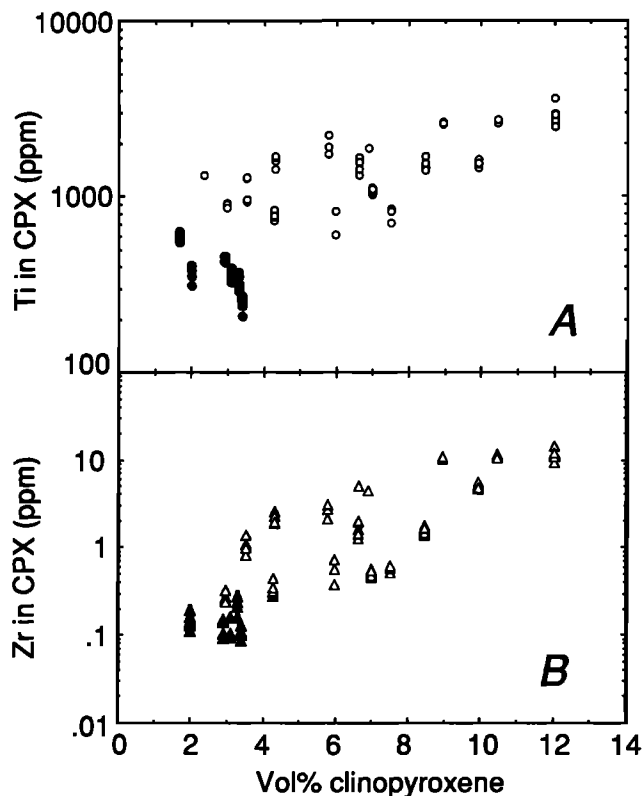 10000
Ti in CPX (ppm)
1000
100
A
10
Zr in CPX (ppm)
1
.1
.01
B
0 2 4 6 8 10 12 14
Vol% clinopyroxene